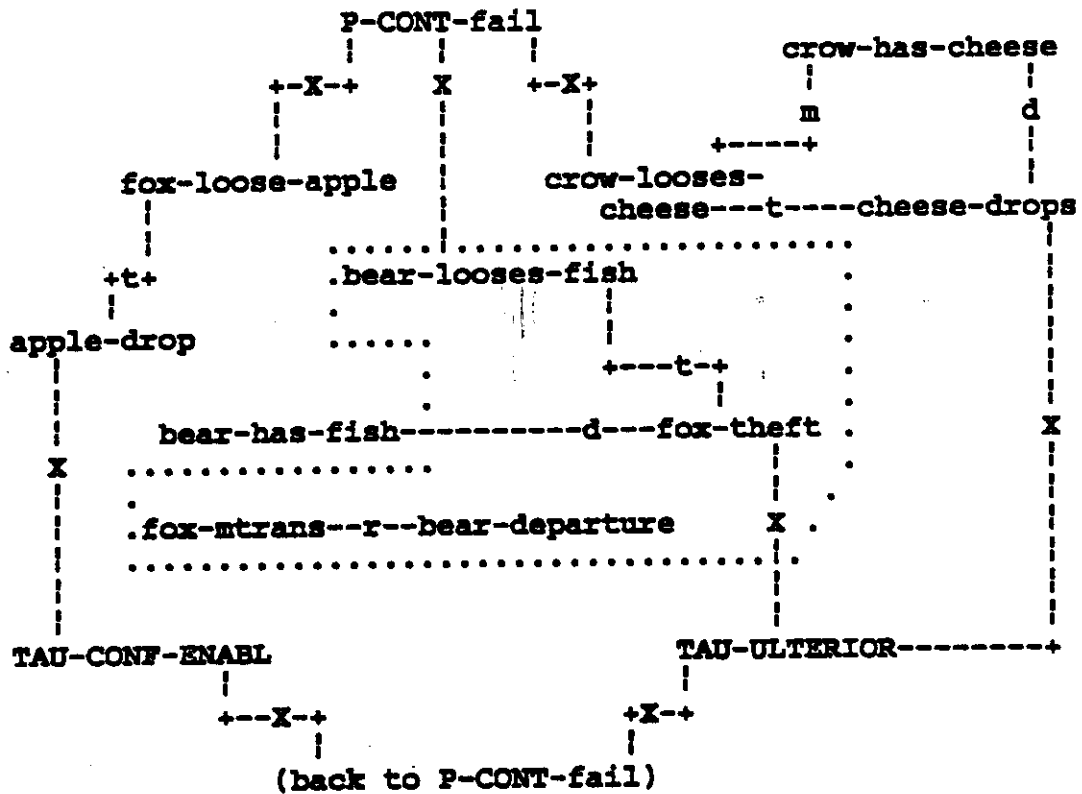 P-CONT-fail
crow-has-cheese
+-X-+ X +-X+
m d
+----+
fox-loose-apple crow-looses-
cheese---t----cheese-drops
.bear-looses-fish
+t+
apple-drop
+---t-+
bear-has-fish----------d---fox-theft
X
X
.fox-mtrans--r--bear-departure X
TAU-CONF-ENABL TAU-ULTERIOR---------+
+--X-+ +X-+
(back to P-CONT-fail)